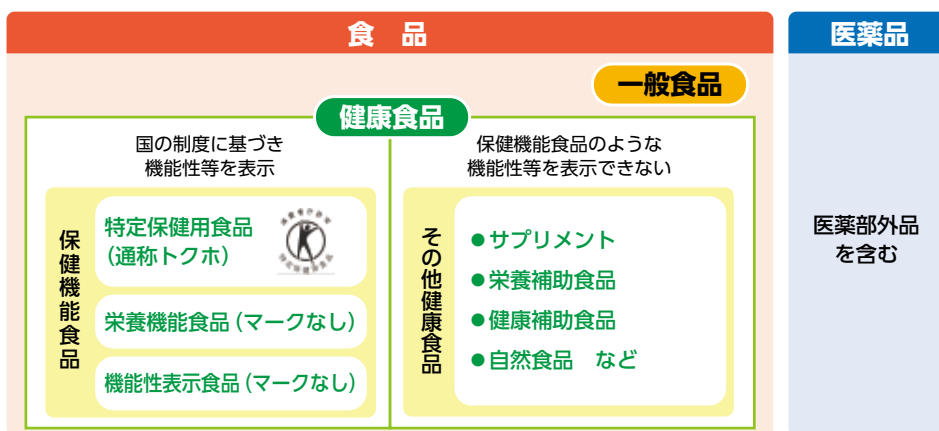 食 品
医薬品
一般食品
健康食品
国の制度に基づき
機能性等を表示
保健機能食品のような
機能性等を表示できない
保健機能食品
特定保健用食品
(通称トクホ)
栄養機能食品(マークなし)
機能性表示食品(マークなし)
その他健康食品
●サプリメント
●栄養補助食品
●健康補助食品
●自然食品 など
医薬部外品
を含む